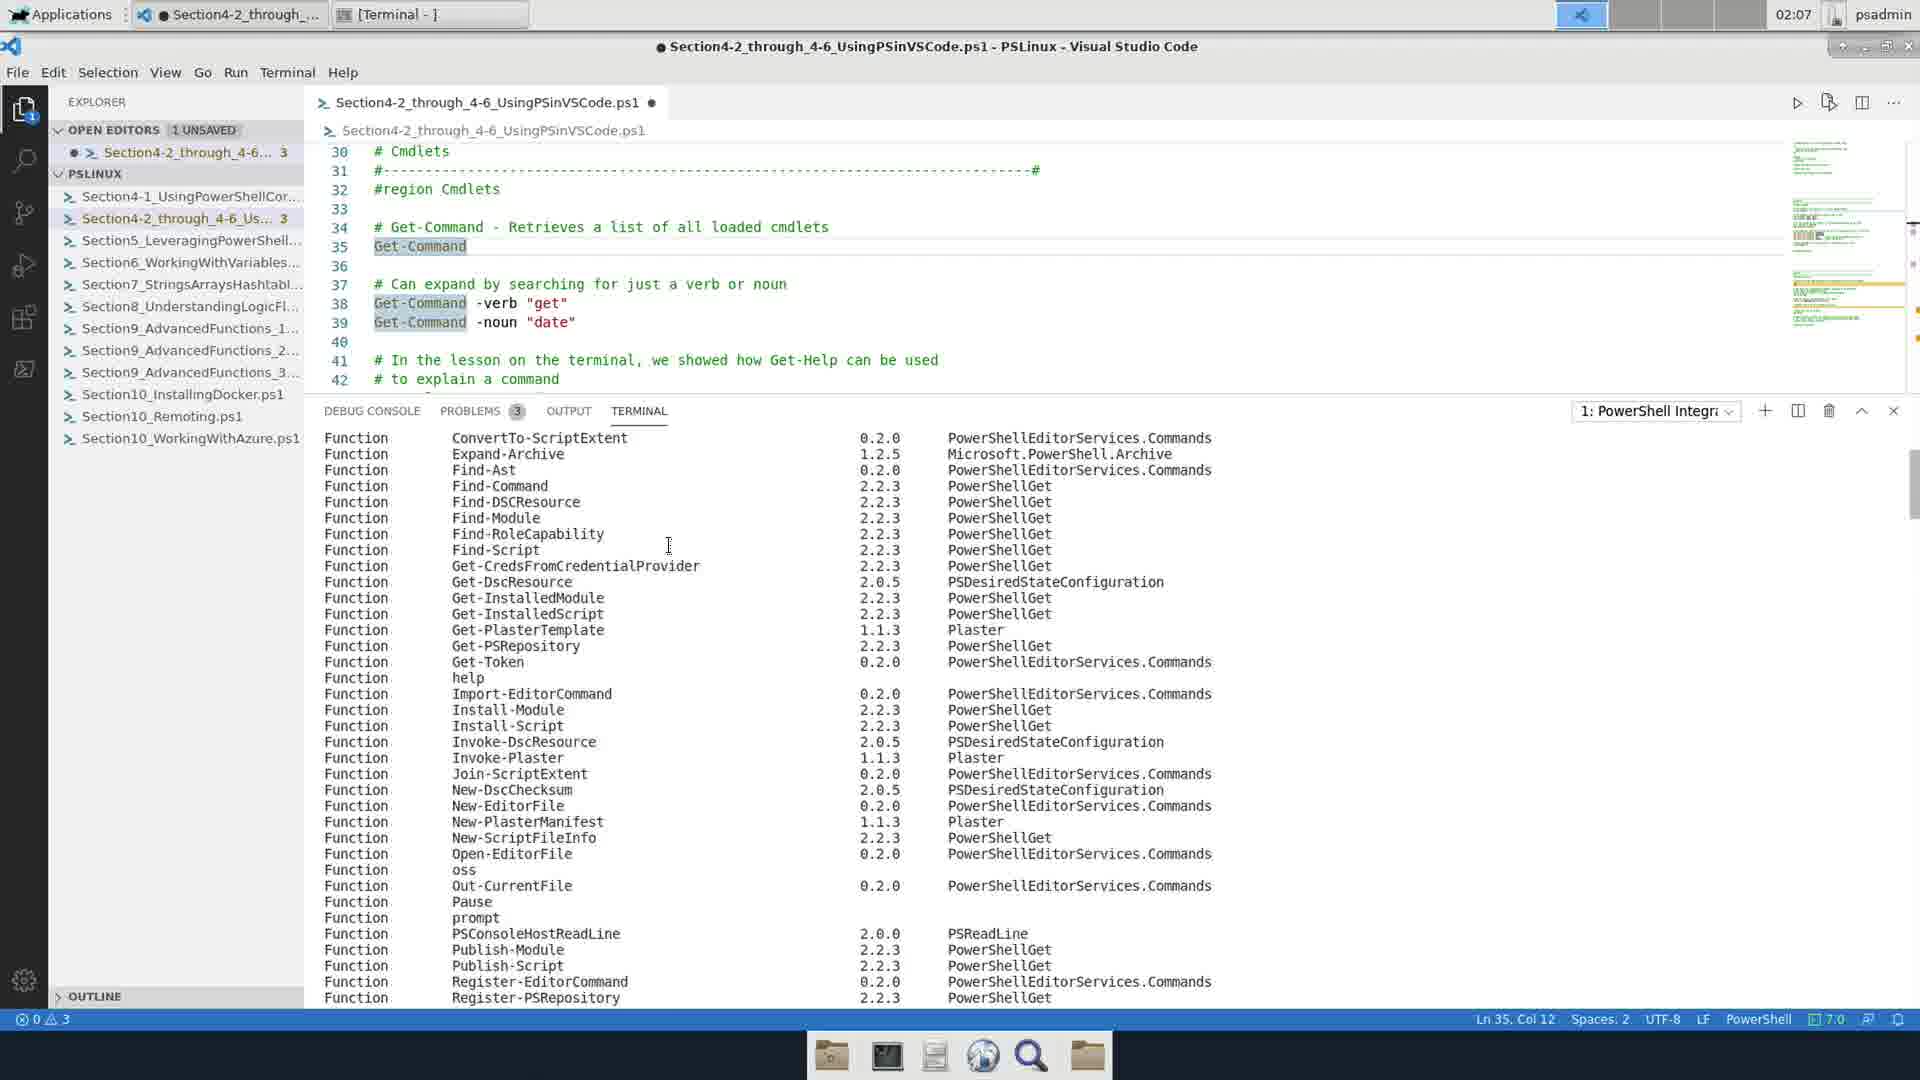 Applications
● Section4-2_through_...
[Terminal - ]
02:07
psadmin
● Section4-2_through_4-6_UsingPSinVSCode.ps1 - PSLinux - Visual Studio Code
File Edit Selection View Go Run Terminal Help
EXPLORER
OPEN EDITORS 1 UNSAVED
● Section4-2_through_4-6... 3
PSLINUX
Section4-1_UsingPowerShellCor...
Section4-2_through_4-6_Us... 3
Section5_LeveragingPowerShell...
Section6_WorkingWithVariables...
Section7_StringsArraysHashtabl...
Section8_UnderstandingLogicFl...
Section9_AdvancedFunctions_1...
Section9_AdvancedFunctions_2...
Section9_AdvancedFunctions_3...
Section10_InstallingDocker.ps1
Section10_Remoting.ps1
Section10_WorkingWithAzure.ps1
OUTLINE
1
Section4-2_through_4-6_UsingPSinVSCode.ps1 ●
Section4-2_through_4-6_UsingPSinVSCode.ps1
30 # Cmdlets
31 #-------------------------------------------------------------------------------#
32 #region Cmdlets
33
34 # Get-Command - Retrieves a list of all loaded cmdlets
35 Get-Command
36
37 # Can expand by searching for just a verb or noun
38 Get-Command -verb "get"
39 Get-Command -noun "date"
40
41 # In the lesson on the terminal, we showed how Get-Help can be used
42 # to explain a command
DEBUG CONSOLE PROBLEMS 3 OUTPUT TERMINAL
1: PowerShell Integra
Function ConvertTo-ScriptExtent 0.2.0 PowerShellEditorServices.Commands
Function Expand-Archive 1.2.5 Microsoft.PowerShell.Archive
Function Find-Ast 0.2.0 PowerShellEditorServices.Commands
Function Find-Command 2.2.3 PowerShellGet
Function Find-DSCResource 2.2.3 PowerShellGet
Function Find-Module 2.2.3 PowerShellGet
Function Find-RoleCapability 2.2.3 PowerShellGet
Function Find-Script 2.2.3 PowerShellGet
Function Get-CredsFromCredentialProvider 2.2.3 PowerShellGet
Function Get-DscResource 2.0.5 PSDesiredStateConfiguration
Function Get-InstalledModule 2.2.3 PowerShellGet
Function Get-InstalledScript 2.2.3 PowerShellGet
Function Get-PlasterTemplate 1.1.3 Plaster
Function Get-PSRepository 2.2.3 PowerShellGet
Function Get-Token 0.2.0 PowerShellEditorServices.Commands
Function help
Function Import-EditorCommand 0.2.0 PowerShellEditorServices.Commands
Function Install-Module 2.2.3 PowerShellGet
Function Install-Script 2.2.3 PowerShellGet
Function Invoke-DscResource 2.0.5 PSDesiredStateConfiguration
Function Invoke-Plaster 1.1.3 Plaster
Function Join-ScriptExtent 0.2.0 PowerShellEditorServices.Commands
Function New-DscChecksum 2.0.5 PSDesiredStateConfiguration
Function New-EditorFile 0.2.0 PowerShellEditorServices.Commands
Function New-PlasterManifest 1.1.3 Plaster
Function New-ScriptFileInfo 2.2.3 PowerShellGet
Function Open-EditorFile 0.2.0 PowerShellEditorServices.Commands
Function oss
Function Out-CurrentFile 0.2.0 PowerShellEditorServices.Commands
Function Pause
Function prompt
Function PSConsoleHostReadLine 2.0.0 PSReadLine
Function Publish-Module 2.2.3 PowerShellGet
Function Publish-Script 2.2.3 PowerShellGet
Function Register-EditorCommand 0.2.0 PowerShellEditorServices.Commands
Function Register-PSRepository 2.2.3 PowerShellGet
0 3
Ln 35, Col 12 Spaces: 2 UTF-8 LF PowerShell 7.0